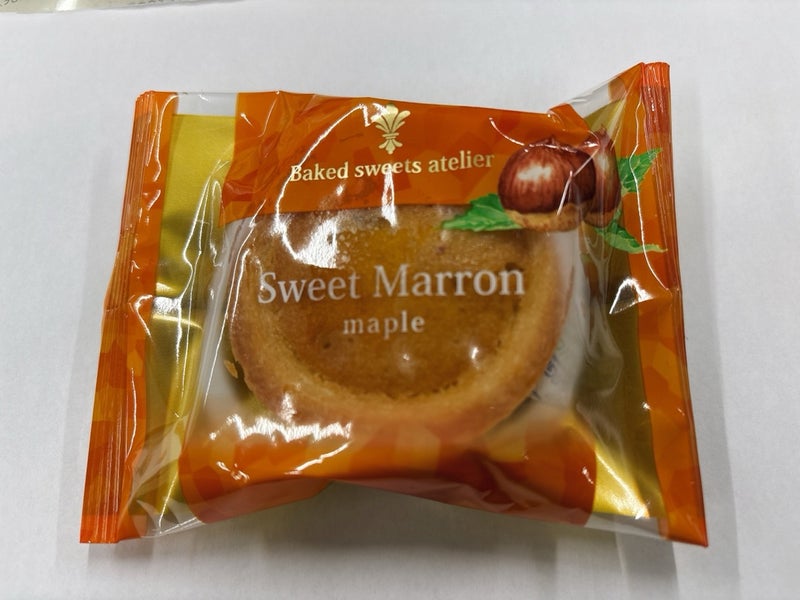 Baked sweets atelier
Sweet Marron
maple